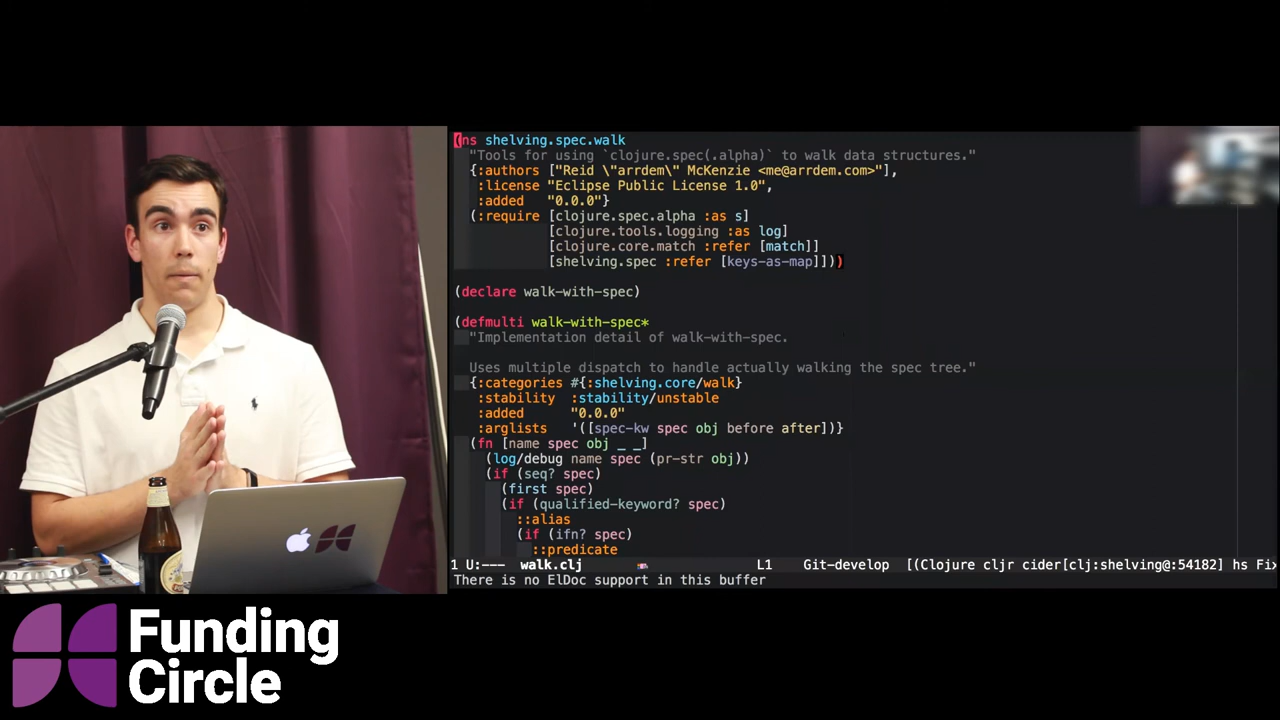 (ns shelving.spec.walk
"Tools for using `clojure.spec(.alpha)` to walk data structures."
{:authors ["Reid \"arrdem\" McKenzie <me@arrdem.com>"],
:license "Eclipse Public License 1.0",
:added "0.0.0"}
(:require [clojure.spec.alpha :as s]
[clojure.tools.logging :as log]
[clojure.core.match :refer [match]]
[shelving.spec :refer [keys-as-map]]))
(declare walk-with-spec)
(defmulti walk-with-spec*
"Implementation detail of walk-with-spec.
Uses multiple dispatch to handle actually walking the spec tree."
{:categories #{:shelving.core/walk}
:stability :stability/unstable
:added "0.0.0"
:arglists '([spec-kw spec obj before after])}
(fn [name spec obj _ _]
(log/debug name spec (pr-str obj))
(if (seq? spec)
(first spec)
(if (qualified-keyword? spec)
::alias
(if (ifn? spec)
::predicate
1 U:--- walk.clj L1 Git-develop [(Clojure cljr cider[clj:shelving@:54182] hs Fix
There is no ElDoc support in this buffer
Funding
Circle